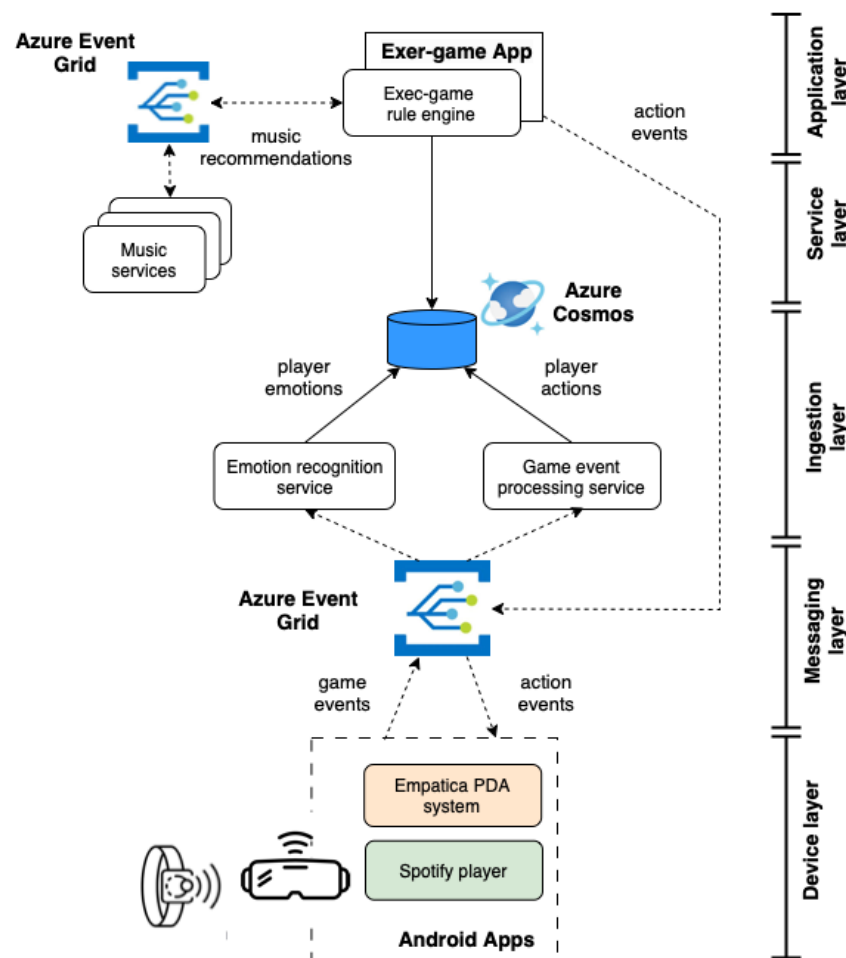 Azure Event
Grid
Exer-game App
Exec-game
rule engine
music
recommendations
action
events
Application
layer
Music
services
Service
layer
Azure
Cosmos
player
emotions
player
actions
Emotion recognition
service
Game event
processing service
Ingestion
layer
Azure Event
Grid
Messaging
layer
game
events
action
events
Empatica PDA
system
Spotify player
Android Apps
Device layer